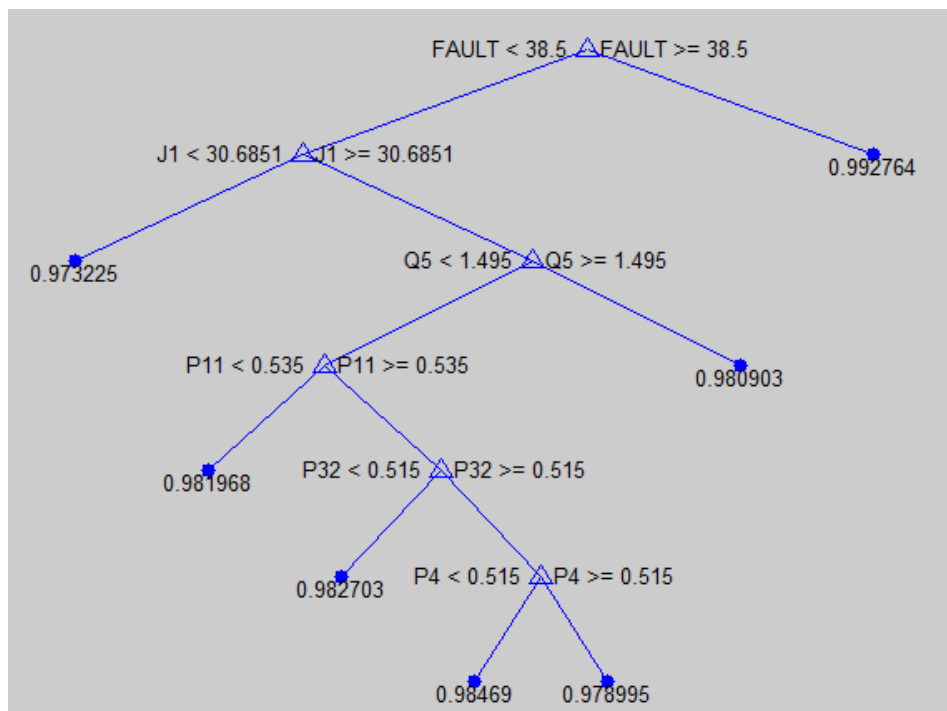 FAULT < 38.5 FAULT >= 38.5
J1 < 30.6851 J1 >= 30.6851
0.992764
Q5 < 1.495 Q5 >= 1.495
0.973225
P11 < 0.535 P11 >= 0.535
0.980903
P32 < 0.515 P32 >= 0.515
0.981968
P4 < 0.515 P4 >= 0.515
0.982703
0.98469
0.978995